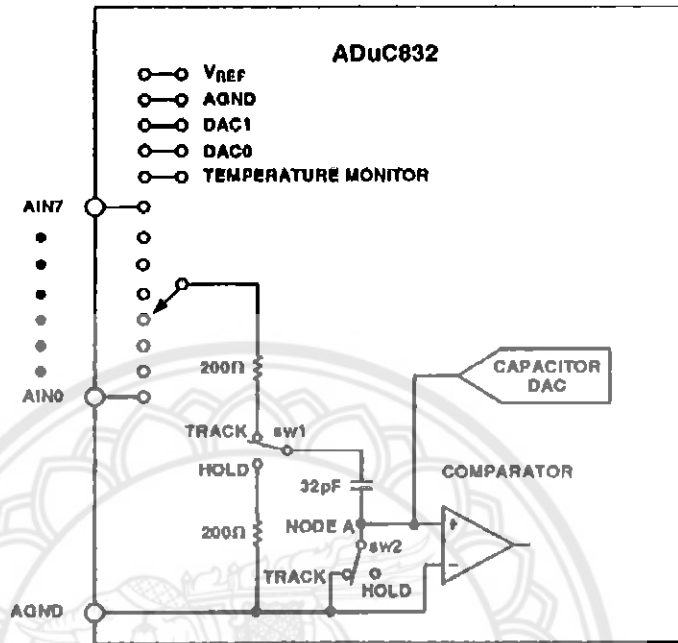 ADuC832
VREF
AGND
DAC1
DAC0
TEMPERATURE MONITOR
AIN7
200Ω
CAPACITOR
DAC
AIN0
TRACK
sw1
HOLD
32pF
COMPARATOR
200Ω
NODE A
+
sw2
–
TRACK
HOLD
AGND